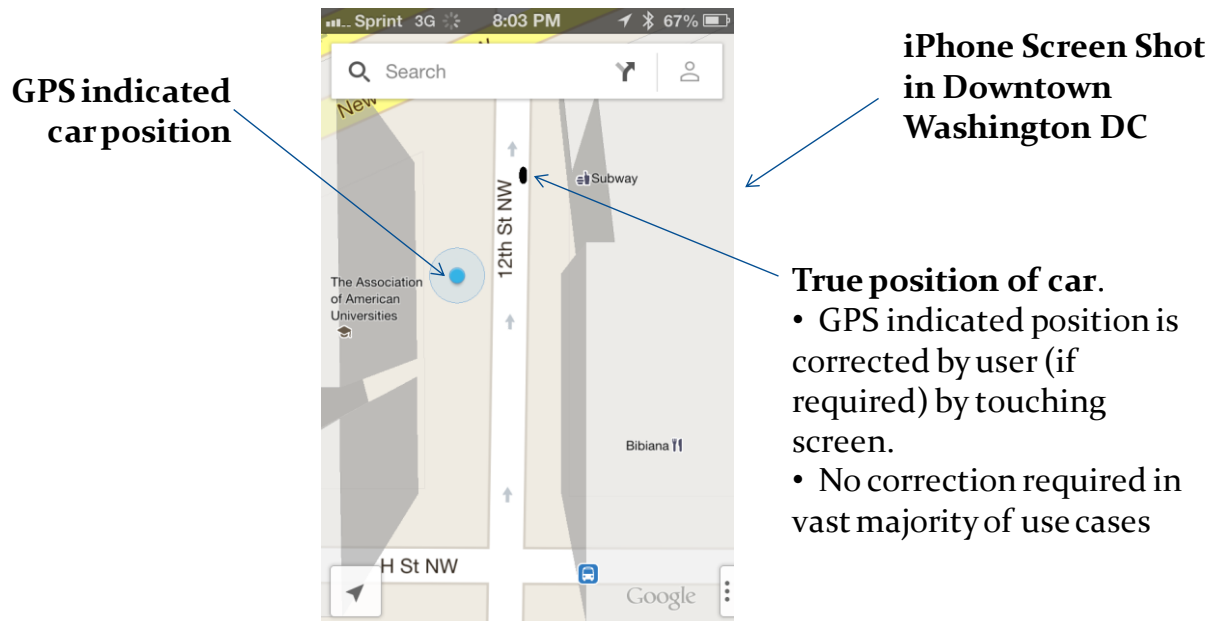 GPS indicated
car position
Sprint 3G 8:03 PM 67%
Search
New
12th St NW
Subway
The Association
of American
Universities
Bibiana
H St NW
Google
iPhone Screen Shot
in Downtown
Washington DC
True position of car.
• GPS indicated position is
corrected by user (if
required) by touching
screen.
• No correction required in
vast majority of use cases